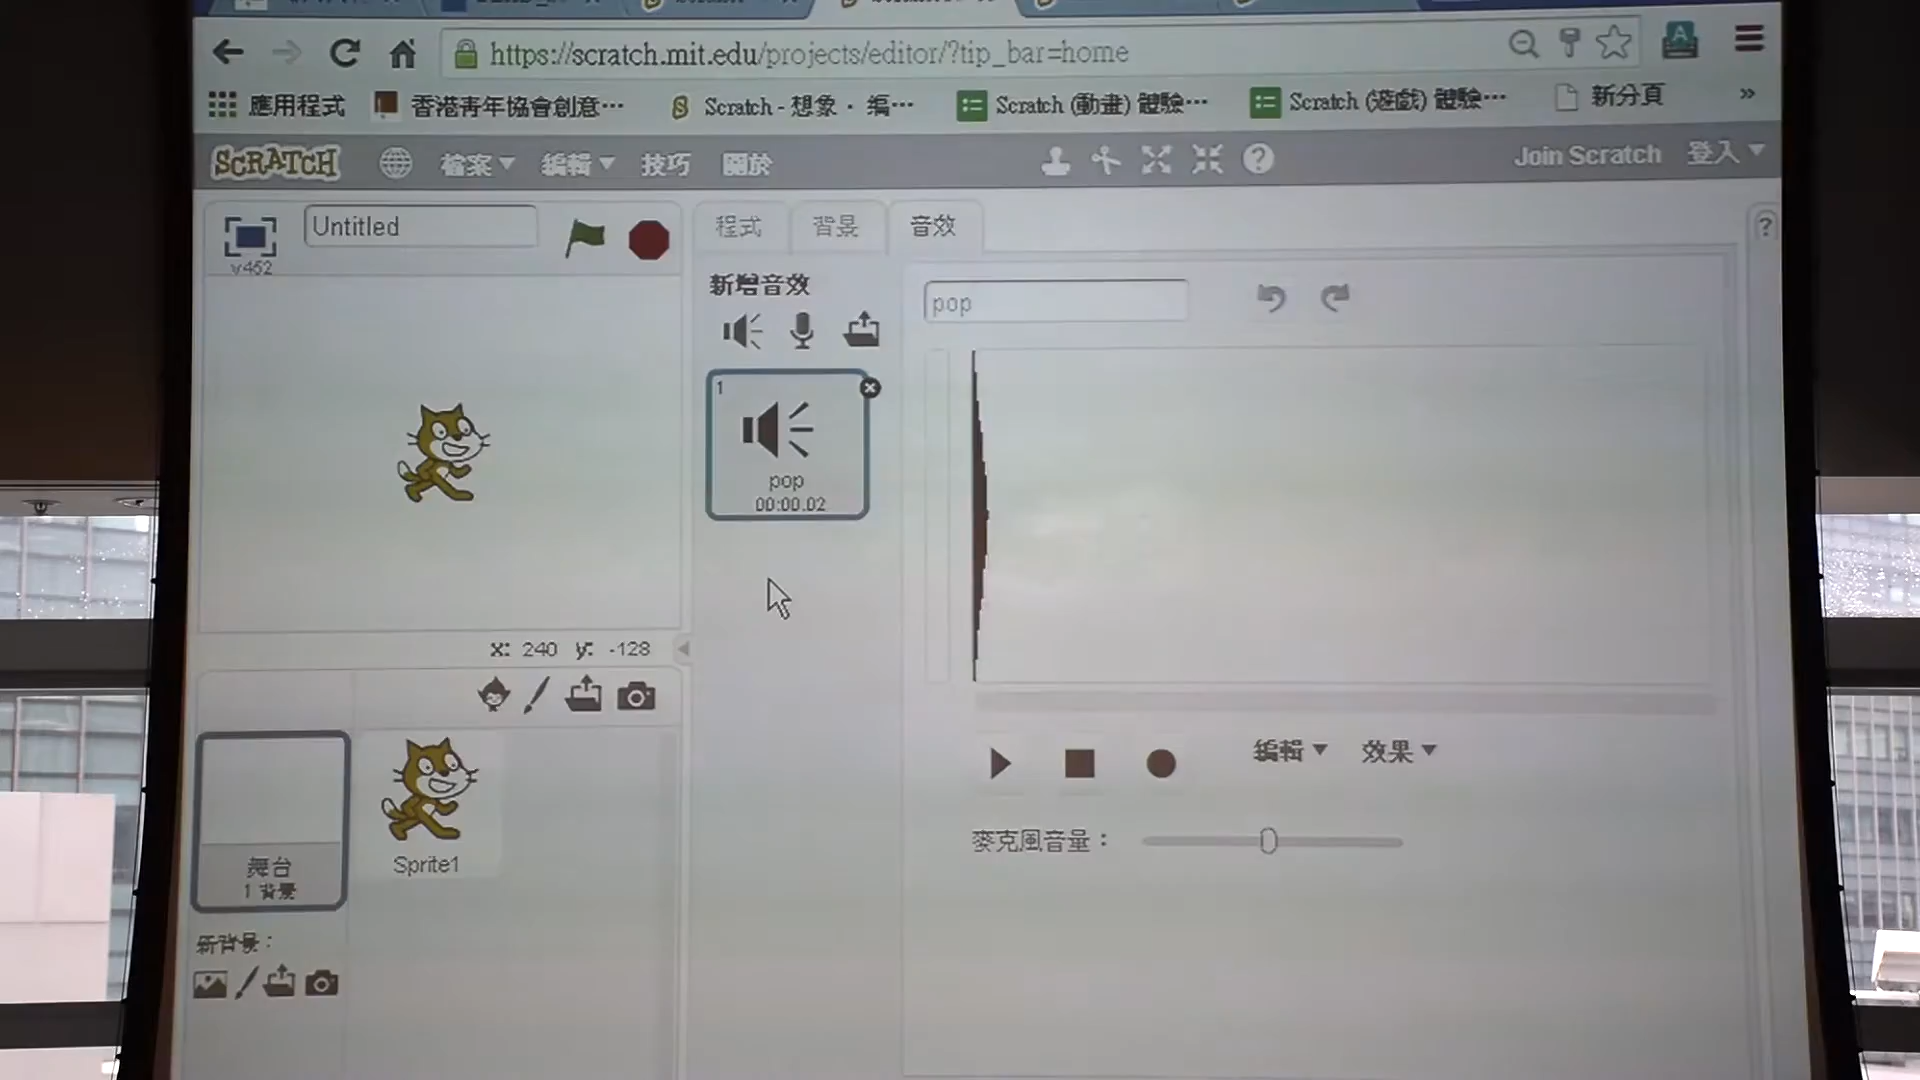 https://scratch.mit.edu/projects/editor/?tip_bar=home
應用程式 香港青年協會創意… Scratch - 想象・編… Scratch (動畫) 體驗… Scratch (遊戲) 體驗… 新分頁 »
SCRATCH 檔案 編輯 技巧 關於 Join Scratch 登入
Untitled
v452
程式 背景 音效
新增音效
pop
1
pop
00:00.02
x: 240 y: -128
編輯 效果
麥克風音量：
舞台
1 背景
Sprite1
新背景：